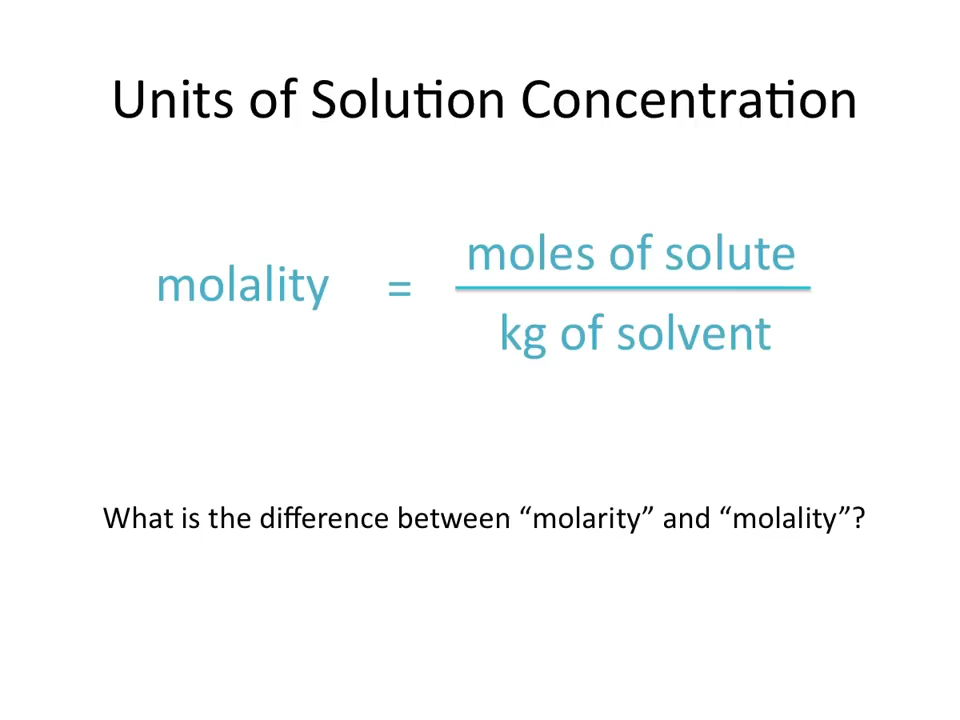 Units of Solution Concentration
moles of solute
molality =
kg of solvent
What is the difference between “molarity” and “molality”?